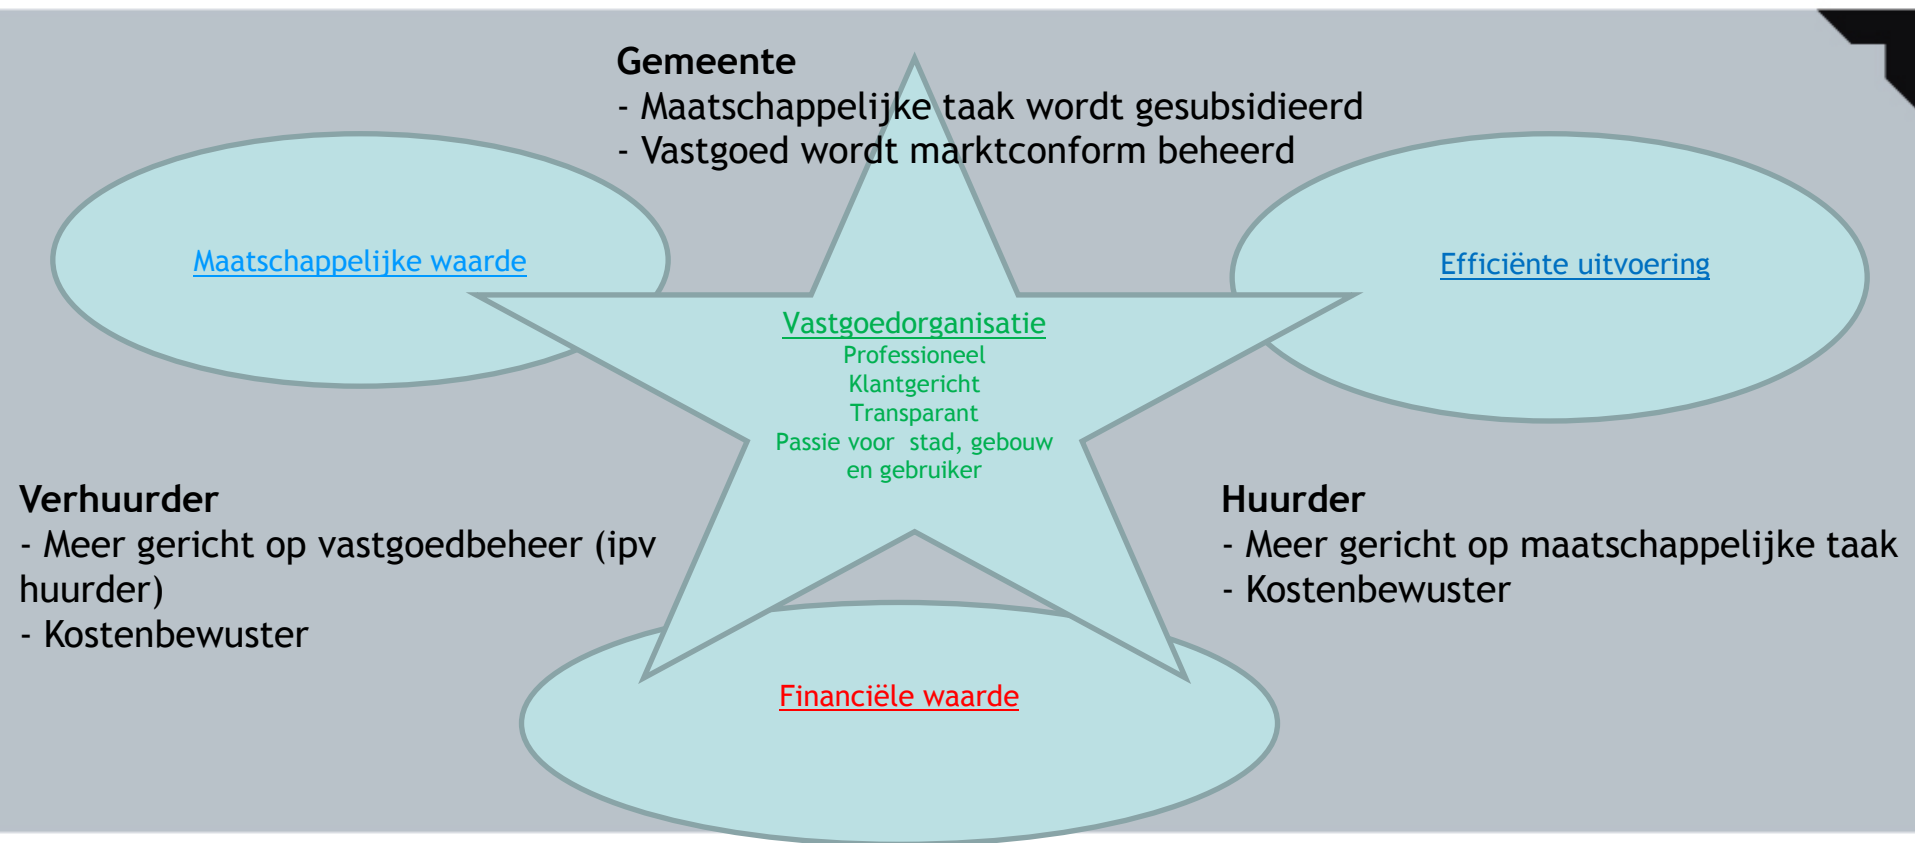 Gemeente
- Maatschappelijke taak wordt gesubsidieerd
- Vastgoed wordt marktconform beheerd
Maatschappelijke waarde
Efficiënte uitvoering
Vastgoedorganisatie
Professioneel
Klantgericht
Transparant
Passie voor stad, gebouw
en gebruiker
Verhuurder
- Meer gericht op vastgoedbeheer (ipv
huurder)
- Kostenbewuster
Huurder
- Meer gericht op maatschappelijke taak
- Kostenbewuster
Financiële waarde